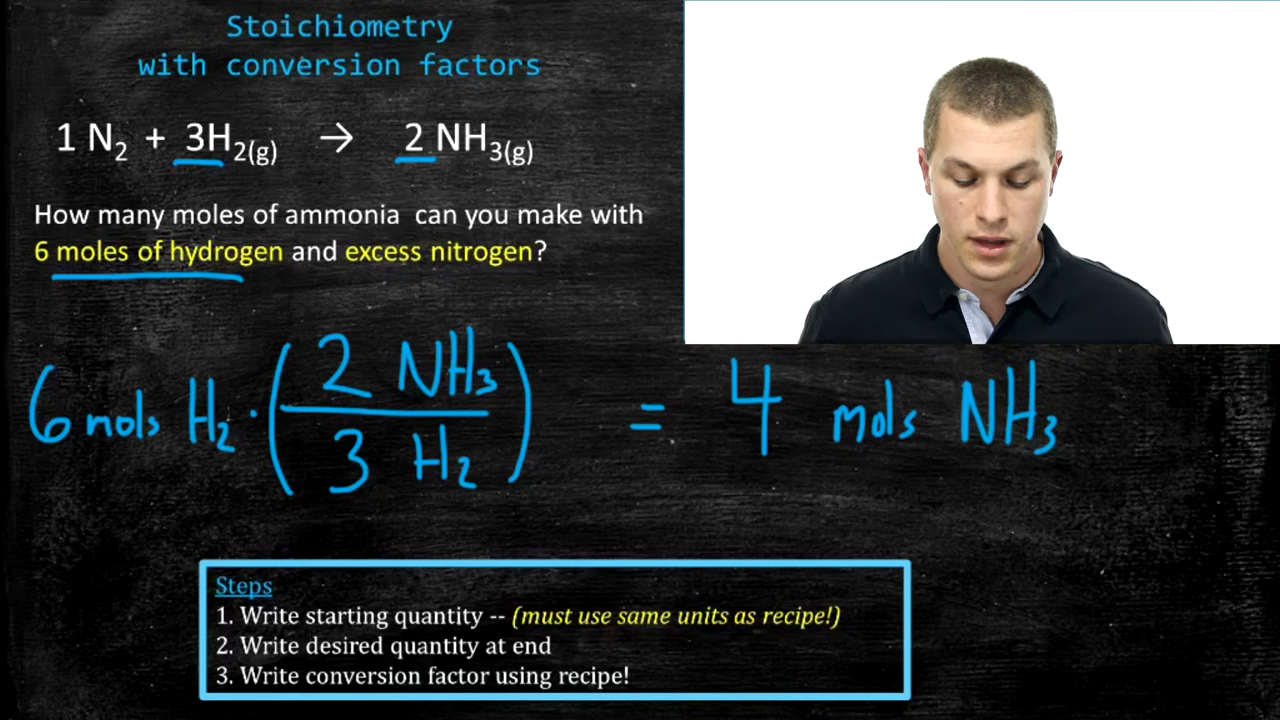 Stoichiometry
with conversion factors
1 N₂ + 3H₂(g) → 2 NH₃(g)
How many moles of ammonia can you make with
6 moles of hydrogen and excess nitrogen?
6 mols H₂ · (2 NH₃ / 3 H₂) = 4 mols NH₃
Steps
1. Write starting quantity -- (must use same units as recipe!)
2. Write desired quantity at end
3. Write conversion factor using recipe!